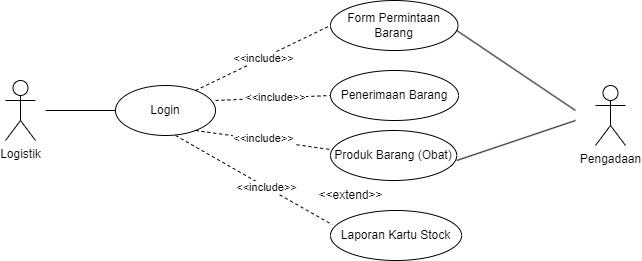 Form Permintaan
Barang
<<include>>
Login
<<include>>
Penerimaan Barang
<<include>>
Logistik
Produk Barang (Obat)
Pengadaan
<<include>>
<<extend>>
Laporan Kartu Stock